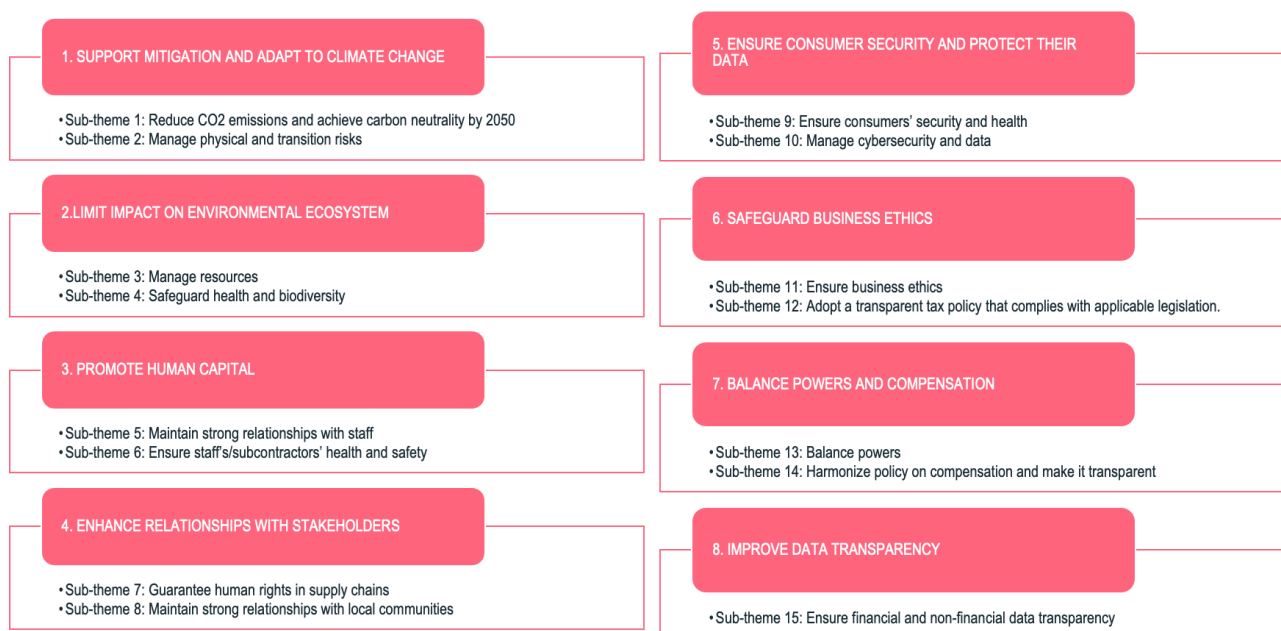 1. SUPPORT MITIGATION AND ADAPT TO CLIMATE CHANGE
•Sub-theme 1: Reduce CO2 emissions and achieve carbon neutrality by 2050
•Sub-theme 2: Manage physical and transition risks
2.LIMIT IMPACT ON ENVIRONMENTAL ECOSYSTEM
•Sub-theme 3: Manage resources
•Sub-theme 4: Safeguard health and biodiversity
3. PROMOTE HUMAN CAPITAL
•Sub-theme 5: Maintain strong relationships with staff
•Sub-theme 6: Ensure staff’s/subcontractors’ health and safety
4. ENHANCE RELATIONSHIPS WITH STAKEHOLDERS
•Sub-theme 7: Guarantee human rights in supply chains
•Sub-theme 8: Maintain strong relationships with local communities
5. ENSURE CONSUMER SECURITY AND PROTECT THEIR
DATA
•Sub-theme 9: Ensure consumers’ security and health
•Sub-theme 10: Manage cybersecurity and data
6. SAFEGUARD BUSINESS ETHICS
•Sub-theme 11: Ensure business ethics
•Sub-theme 12: Adopt a transparent tax policy that complies with applicable legislation.
7. BALANCE POWERS AND COMPENSATION
•Sub-theme 13: Balance powers
•Sub-theme 14: Harmonize policy on compensation and make it transparent
8. IMPROVE DATA TRANSPARENCY
•Sub-theme 15: Ensure financial and non-financial data transparency